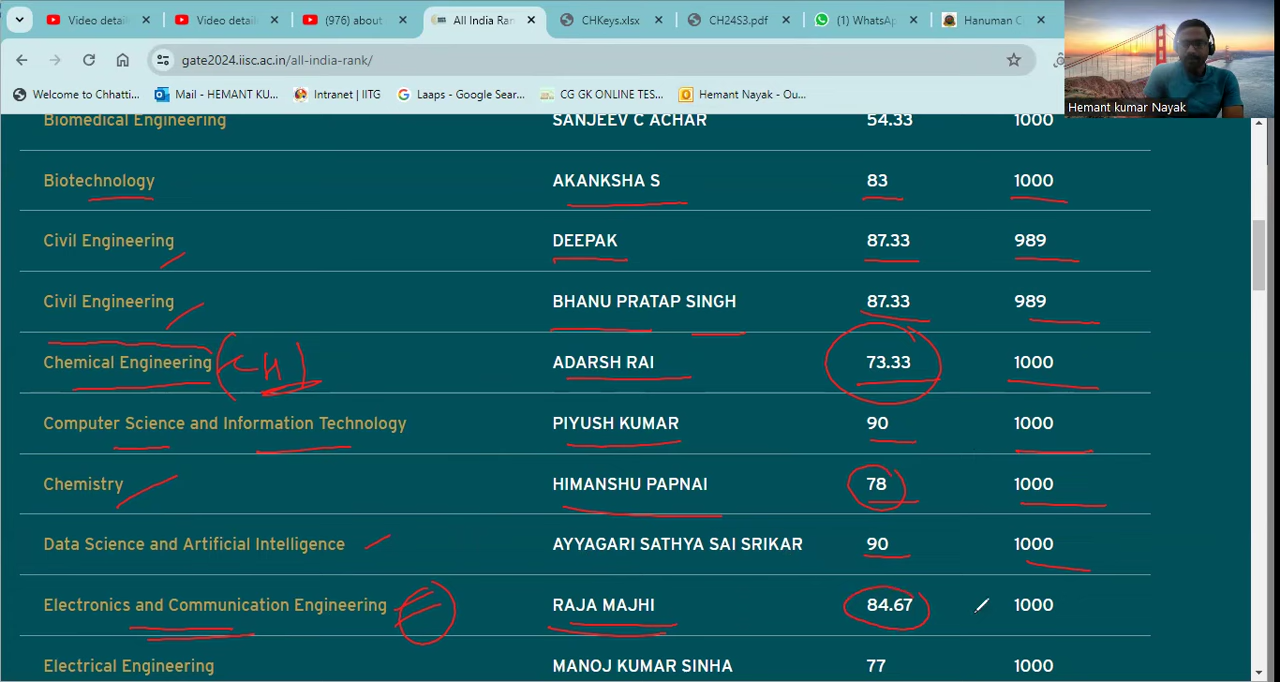 Video detai
Video detail
(976) about
All India Ran
CHKeys.xlsx
CH24S3.pdf
(1) WhatsAp
Hanuman C
gate2024.iisc.ac.in/all-india-rank/
Welcome to Chhatti...
Mail - HEMANT KU...
Intranet | IITG
Laaps - Google Sear...
CG GK ONLINE TES...
Hemant Nayak - Ou...
Hemant kumar Nayak
Biomedical Engineering SANJEEV C ACHAR 54.33 1000
Biotechnology AKANKSHA S 83 1000
Civil Engineering DEEPAK 87.33 989
Civil Engineering BHANU PRATAP SINGH 87.33 989
Chemical Engineering (CH) ADARSH RAI 73.33 1000
Computer Science and Information Technology PIYUSH KUMAR 90 1000
Chemistry HIMANSHU PAPNAI 78 1000
Data Science and Artificial Intelligence AYYAGARI SATHYA SAI SRIKAR 90 1000
Electronics and Communication Engineering RAJA MAJHI 84.67 1000
Electrical Engineering MANOJ KUMAR SINHA 77 1000